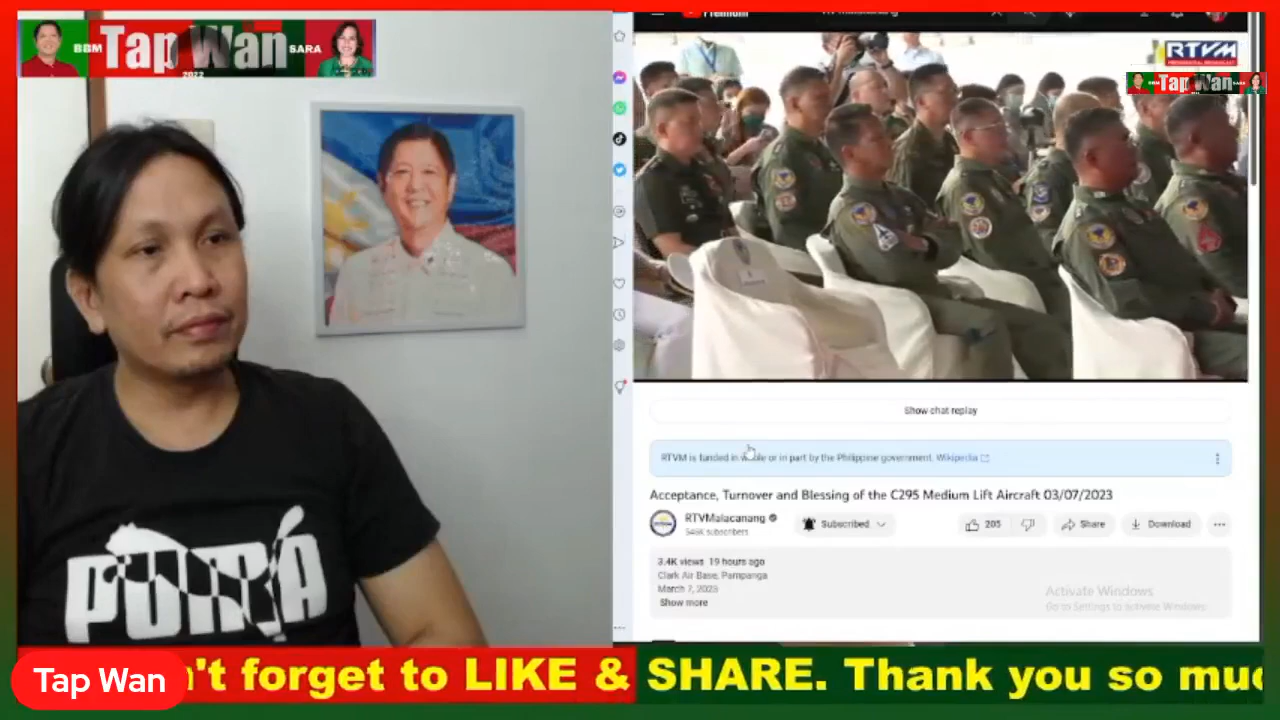 BBM Tap Wan SARA
2022
Premium
RTVM
Tap Wan
Show chat replay
RTVM is funded in whole or in part by the Philippine government. Wikipedia
Acceptance, Turnover and Blessing of the C295 Medium Lift Aircraft 03/07/2023
RTVMalacanang
546K subscribers
Subscribed
205
Share
Download
3.4K views 19 hours ago
Clark Air Base, Pampanga
March 7, 2023
Show more
Activate Windows
Go to Settings to activate Windows.
PUMA
Tap Wan
n't forget to LIKE & SHARE. Thank you so muc